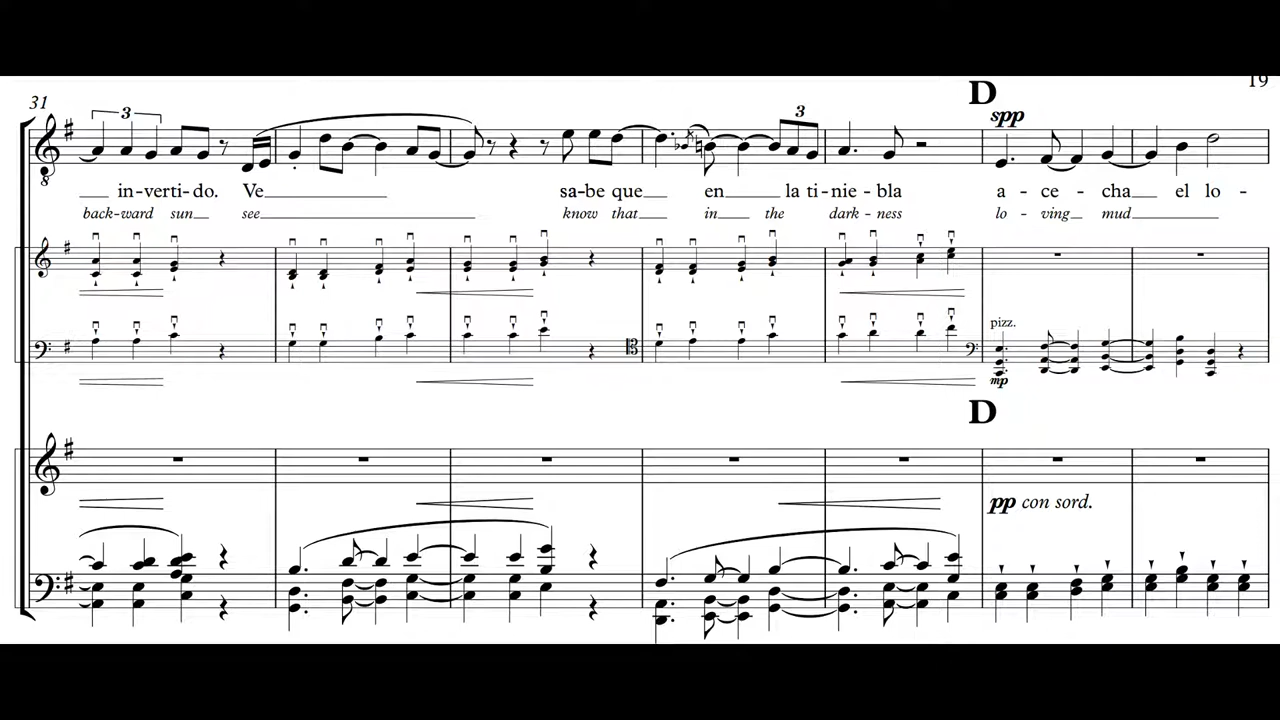 19
31
D
3
3
spp
in-ver-ti-do. Ve sa-be que en la ti-nie-bla a-ce-cha el lo-
back-ward sun see know that in the dark-ness lo-ving mud
pizz.
mp
D
pp con sord.